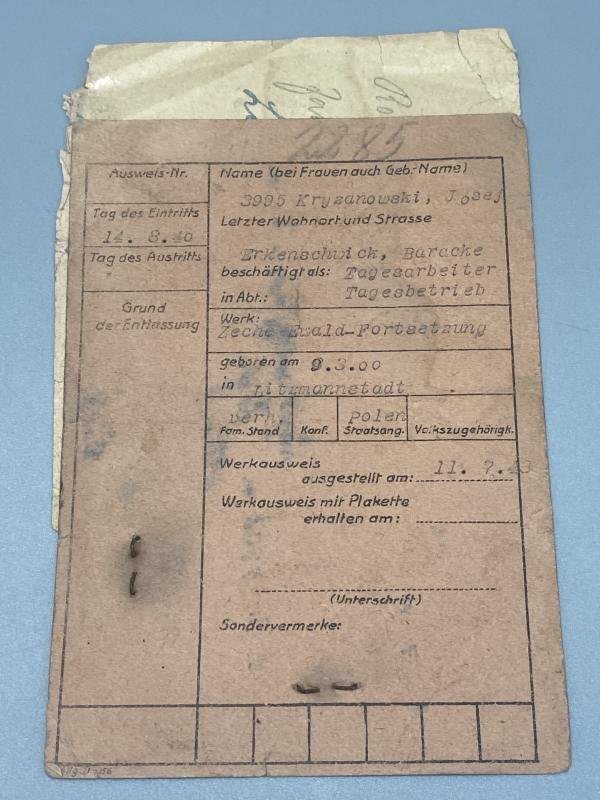 2885
Ausweis-Nr.
Tag des Eintritts
14. 8.40
Tag des Austritts
Grund
der Entlassung
Name (bei Frauen auch Geb.-Name)
3995 Kryzanowski, Josef
Letzter Wohnort und Strasse
Erkenschwick, Baracke
beschäftigt als: Tagesarbeiter
in Abt.: Tagesbetrieb
Werk:
Zeche Ewald-Fortsetzung
geboren am 9.3.00
in Litzmannstadt
verh. polen
Fam. Stand Konf. Staatsang. Volkszugehörigk.
Werkausweis
ausgestellt am: 11. 7.43
Werkausweis mit Plakette
erhalten am:
(Unterschrift)
Sondervermerke: